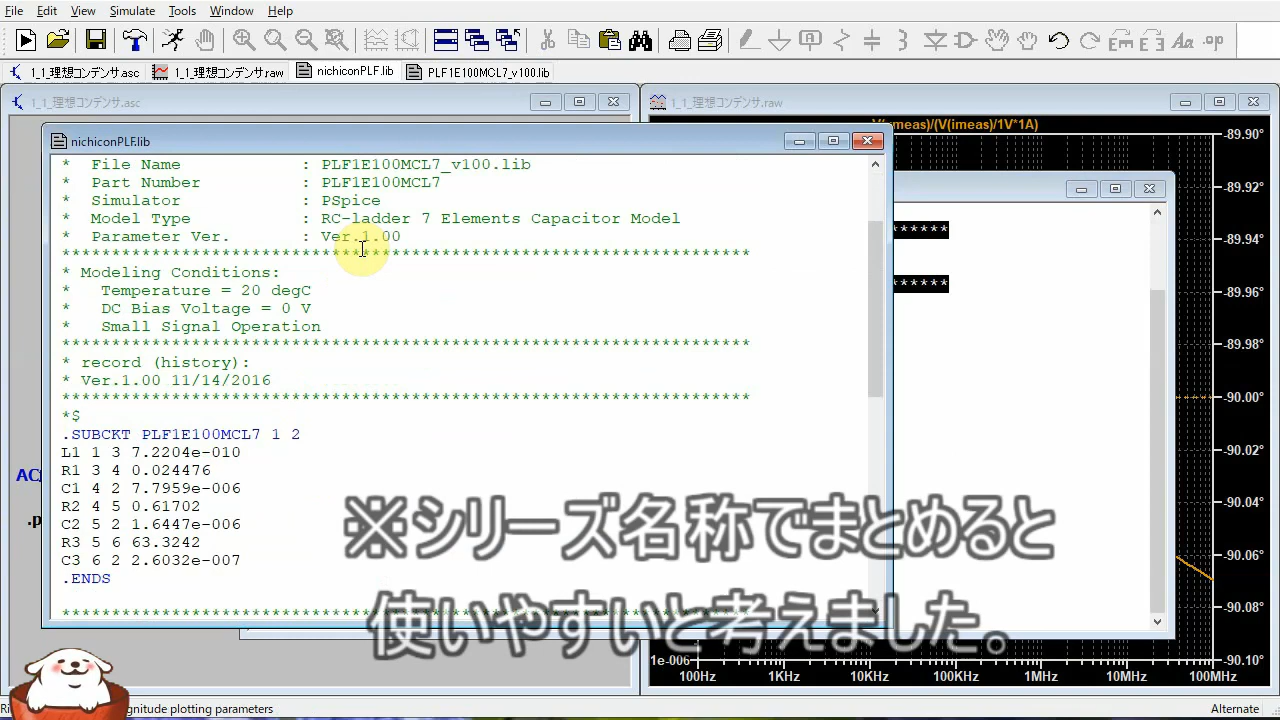 File Edit View Simulate Tools Window Help
1_1_理想コンデンサ.asc 1_1_理想コンデンサ.raw nichiconPLF.lib PLF1E100MCL7_v100.lib
1_1_理想コンデンサ.asc
1_1_理想コンデンサ.raw
meas)/(V(imeas)/1V*1A)
nichiconPLF.lib
* File Name : PLF1E100MCL7_v100.lib
* Part Number : PLF1E100MCL7
* Simulator : PSpice
* Model Type : RC-ladder 7 Elements Capacitor Model
* Parameter Ver. : Ver.1.00
*********************************************************************
* Modeling Conditions:
* Temperature = 20 degC
* DC Bias Voltage = 0 V
* Small Signal Operation
*********************************************************************
* record (history):
* Ver.1.00 11/14/2016
*********************************************************************
*$
.SUBCKT PLF1E100MCL7 1 2
L1 1 3 7.2204e-010
R1 3 4 0.024476
C1 4 2 7.7959e-006
R2 4 5 0.61702
C2 5 2 1.6447e-006
R3 5 6 63.3242
C3 6 2 2.6032e-007
.ENDS
*********************************************************************
******
******
AC
.p
-89.90°
-89.92°
-89.94°
-89.96°
-89.98°
-90.00°
-90.02°
-90.04°
-90.06°
-90.08°
-90.10°
1e-006
100Hz 1KHz 10KHz 100KHz 1MHz 10MHz 100MHz
※シリーズ名称でまとめると
使いやすいと考えました。
gnitude plotting parameters
Alternate